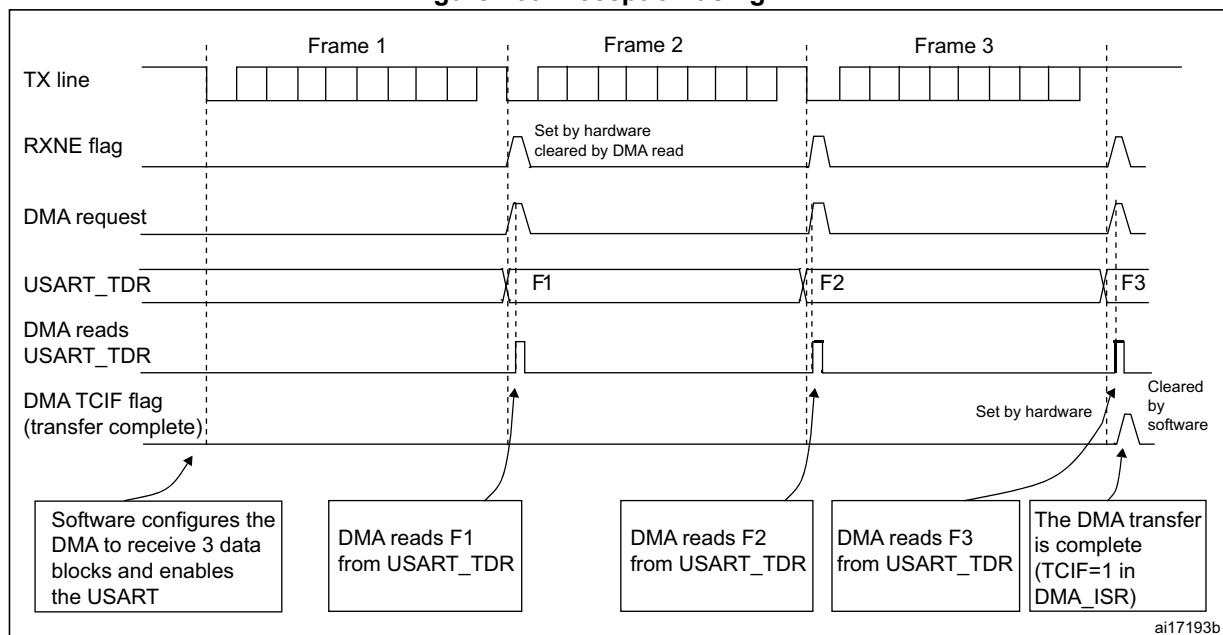 Frame 1
Frame 2
Frame 3
TX line
RXNE flag
Set by hardware
cleared by DMA read
DMA request
USART_TDR
F1
F2
F3
DMA reads
USART_TDR
DMA TCIF flag
(transfer complete)
Set by hardware
Cleared
by
software
Software configures the
DMA to receive 3 data
blocks and enables
the USART
DMA reads F1
from USART_TDR
DMA reads F2
from USART_TDR
DMA reads F3
from USART_TDR
The DMA transfer
is complete
(TCIF=1 in
DMA_ISR)
ai17193b